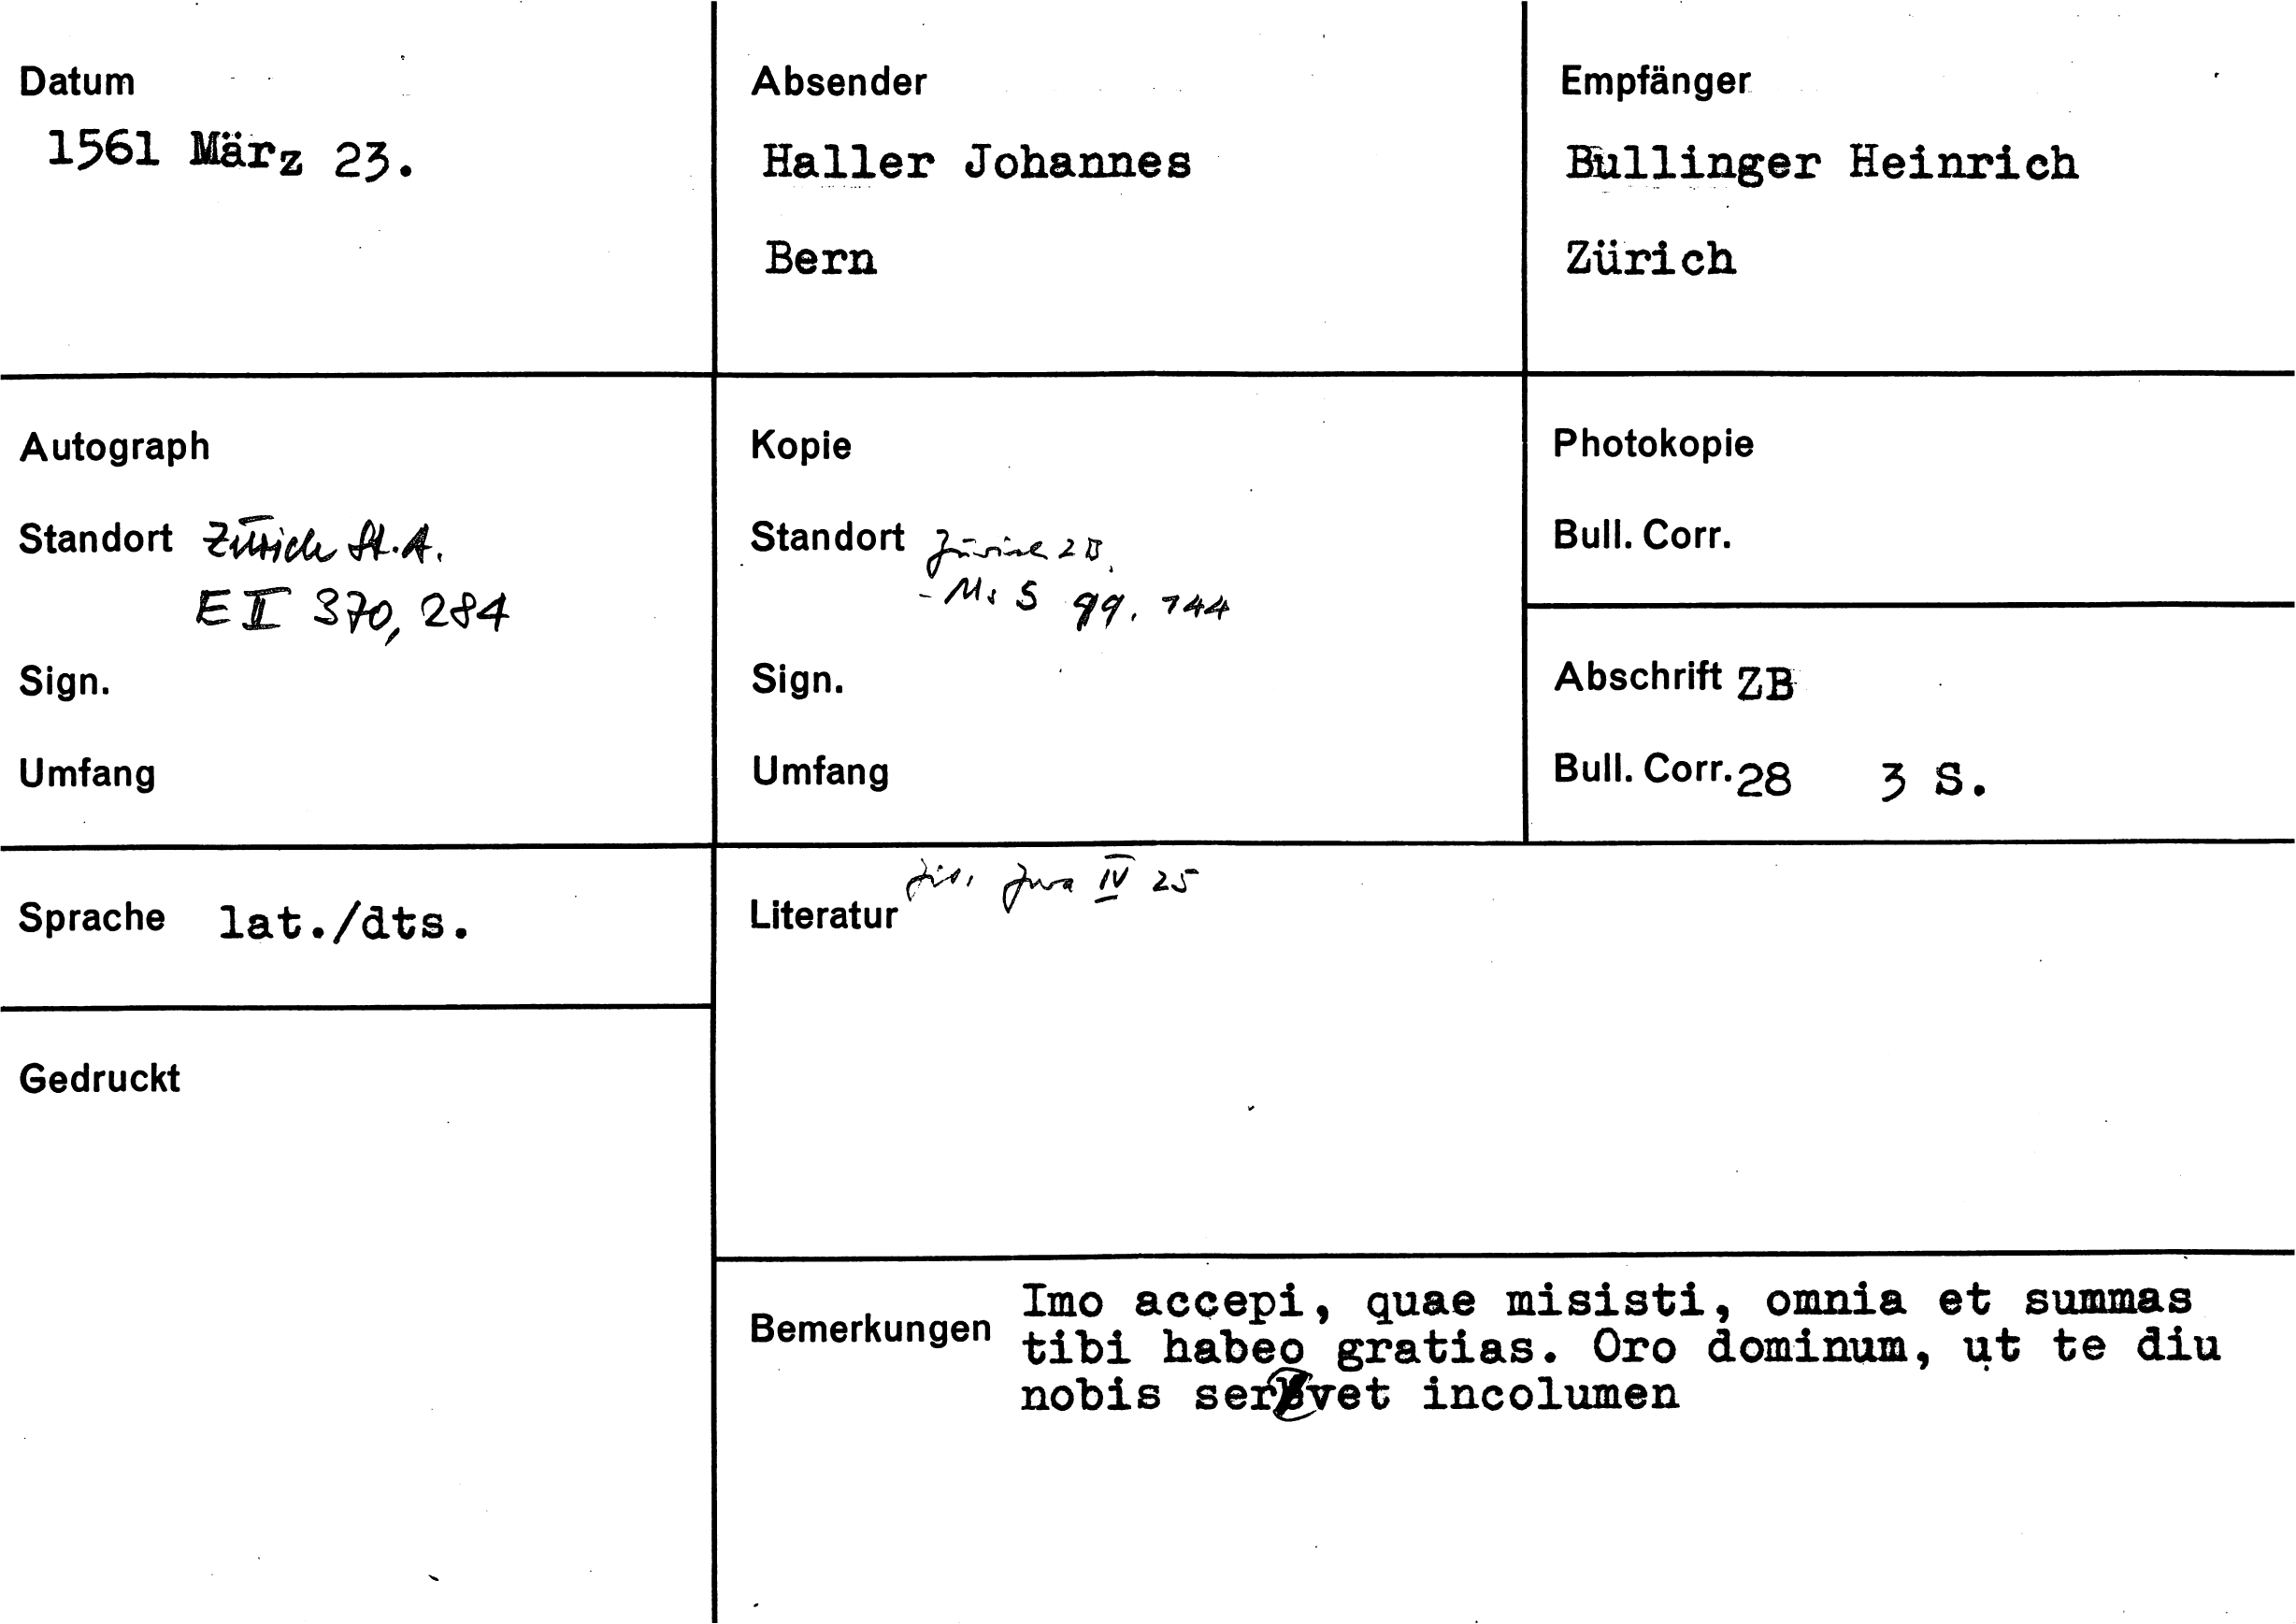 Datum
1561 März 23.
Absender
Haller Johannes
Bern
Empfänger
Bullinger Heinrich
Zürich
Autograph
Standort Zürich St.A.
E II 370, 284
Sign.
Umfang
Kopie
Standort Zürich ZB,
- Ms S 99, 144
Sign.
Umfang
Photokopie
Bull. Corr.
Abschrift ZB
Bull. Corr. 28 3 S.
Sprache lat./dts.
Gedruckt
Jura IV 25
Literatur
Bemerkungen
Imo accepi, quae misisti, omnia et summas
tibi habeo gratias. Oro dominum, ut te diu
nobis servet incolumen